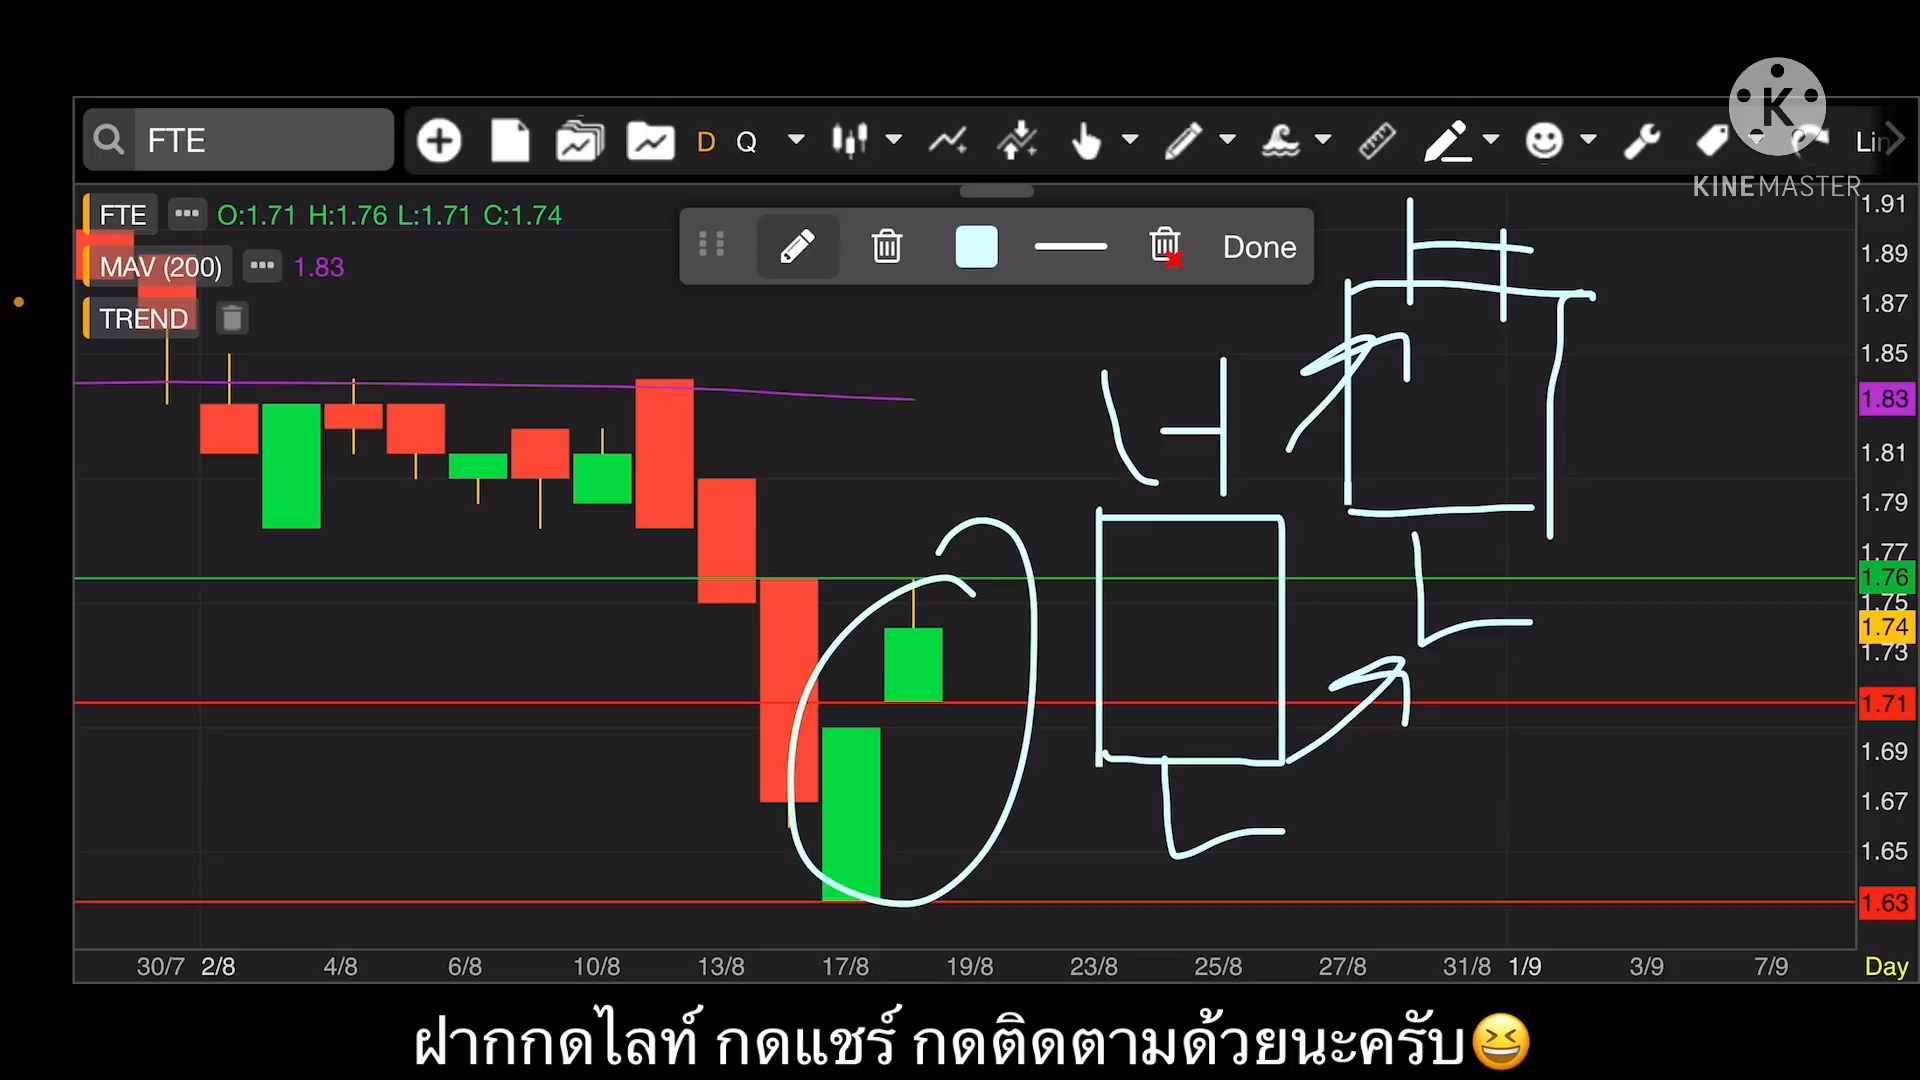 FTE
D Q
Lin
KINEMASTER
FTE ••• O:1.71 H:1.76 L:1.71 C:1.74
MAV (200) ••• 1.83
TREND
Done
H
H
L
L
1.91
1.89
1.87
1.85
1.83
1.81
1.79
1.77
1.76
1.75
1.74
1.73
1.71
1.69
1.67
1.65
1.63
30/7 2/8 4/8 6/8 10/8 13/8 17/8 19/8 23/8 25/8 27/8 31/8 1/9 3/9 7/9 Day
ฝากกดไลท์ กดแชร์ กดติดตามด้วยนะครับ😆